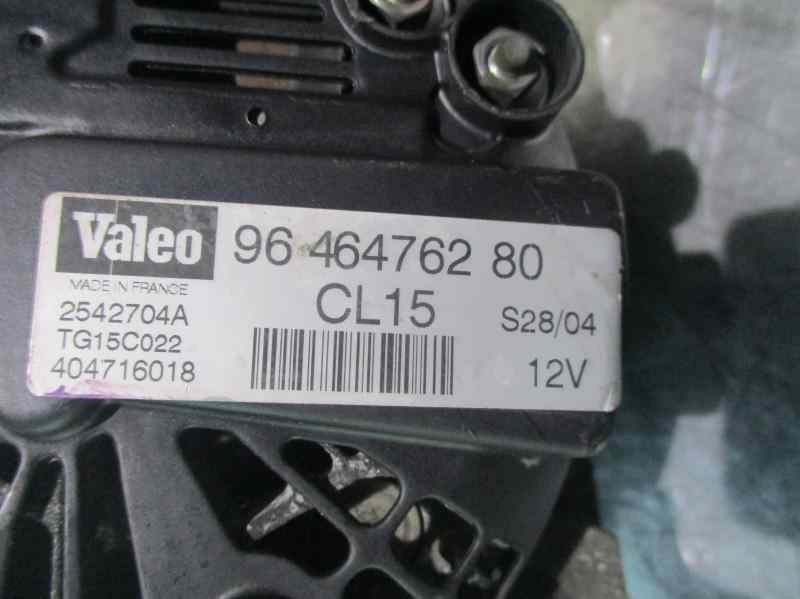 Valeo 96 464762 80
MADE IN FRANCE
CL15
2542704A
S28/04
TG15C022
404716018
12V